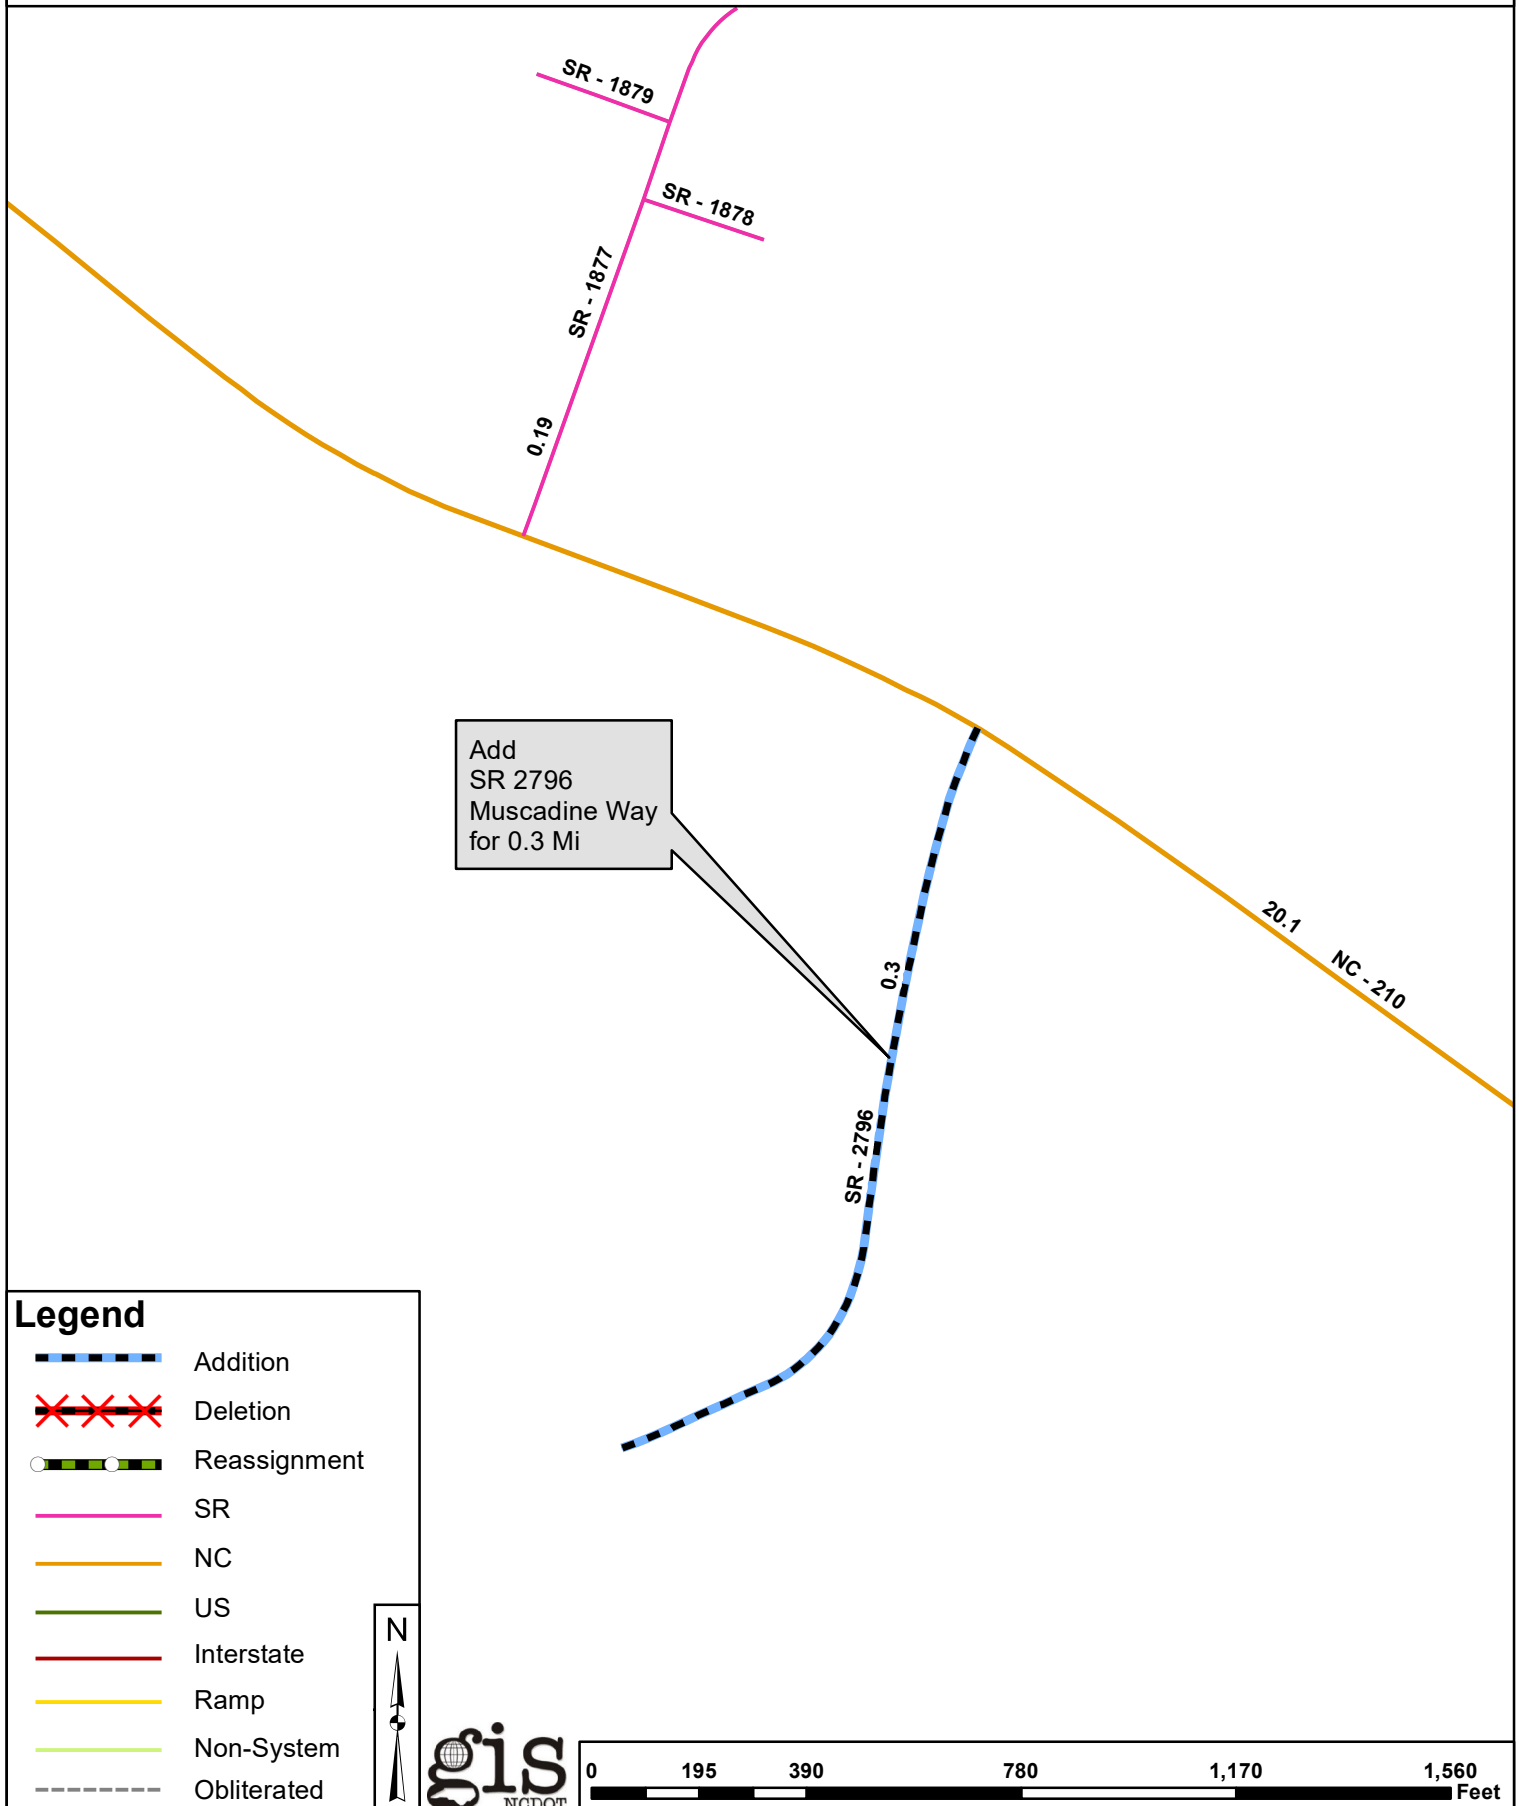 SR - 1879
SR - 1878
SR - 1877
0.19
Add
SR 2796
Muscadine Way
for 0.3 Mi
20.1
NC - 210
0.3
SR - 2796
Legend
Addition
Deletion
Reassignment
SR
NC
US
Interstate
Ramp
Non-System
Obliterated
N
gis
NCDOT
0 195 390 780 1,170 1,560
Feet